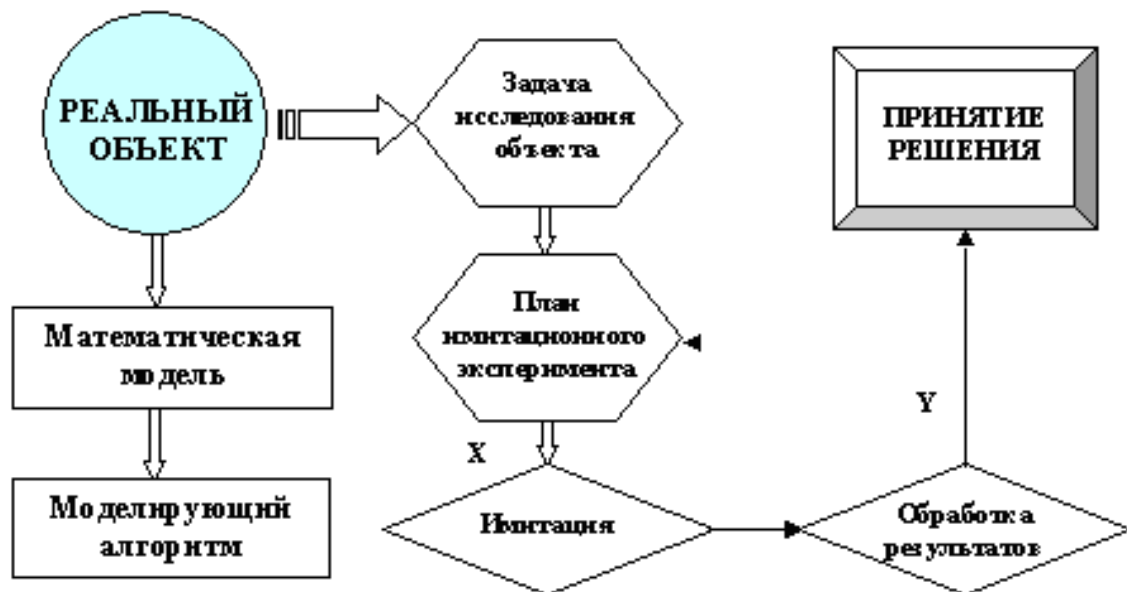 РЕАЛЬНЫЙ
ОБЪЕКТ
Задача
исследования
объекта
ПРИНЯТИЕ
РЕШЕНИЯ
Математическая
модель
План
имитационного
эксперимента
X
Y
Моделирующий
алгоритм
Имитация
Обработка
результатов